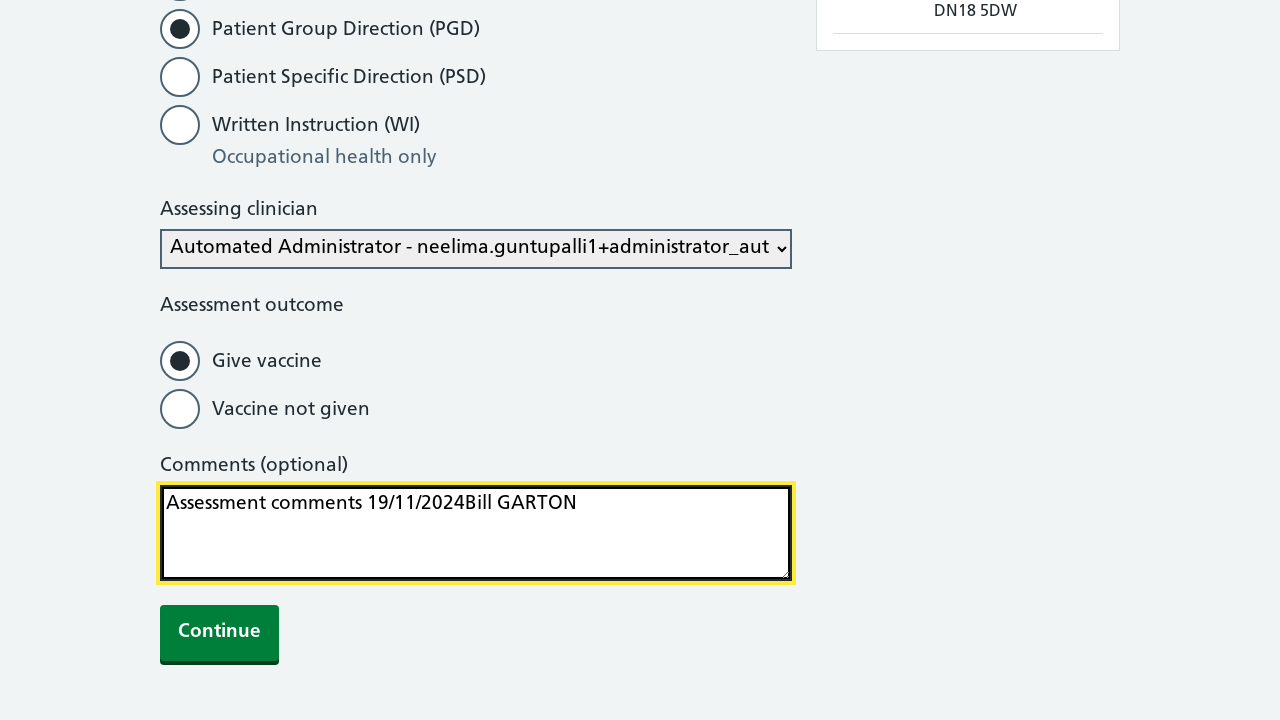 DN18 5DW
Patient Group Direction (PGD)
Patient Specific Direction (PSD)
Written Instruction (WI)
Occupational health only
Assessing clinician
Automated Administrator - neelima.guntupalli1+administrator_aut
Assessment outcome
Give vaccine
Vaccine not given
Comments (optional)
Assessment comments 19/11/2024Bill GARTON
Continue